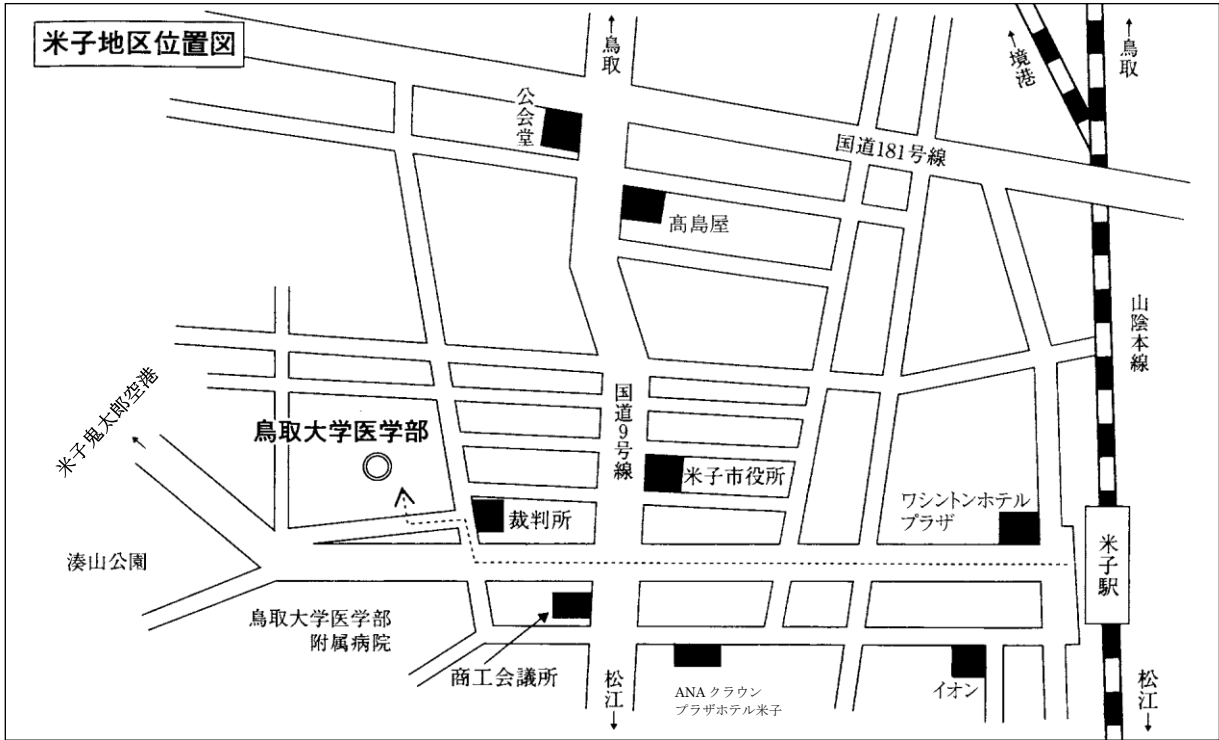 米子地区位置図
←鳥取
←境港
←鳥取
公会堂
国道181号線
髙島屋
山陰本線
米子鬼太郎空港
←
鳥取大学医学部
国道9号線
米子市役所
裁判所
ワシントンホテル
プラザ
米子駅
湊山公園
鳥取大学医学部
附属病院
商工会議所
松江→
ANAクラウン
プラザホテル米子
イオン
松江→